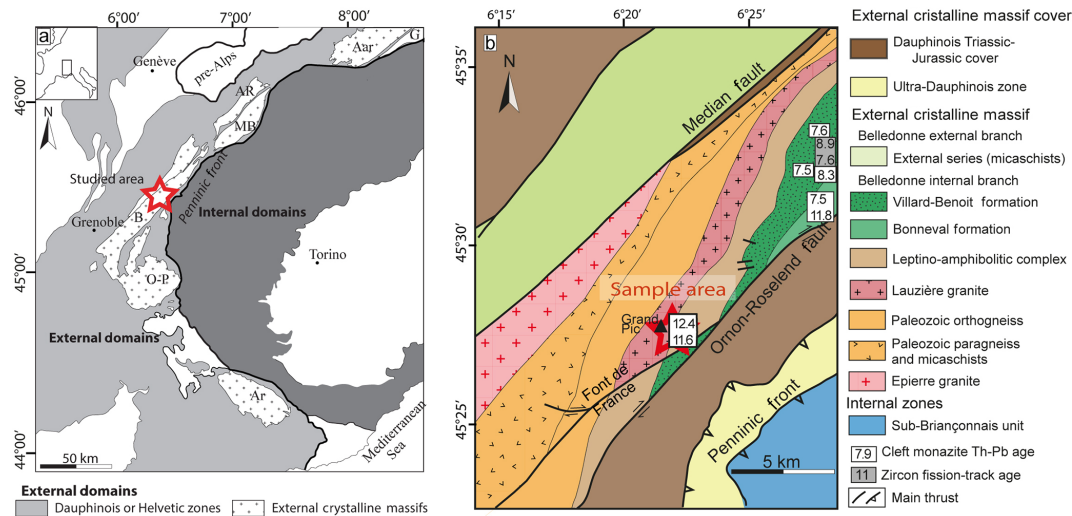 a
6°00'
7°00'
8°00'
G
Aar
Genève
pre-Alps
46°00'
AR
N
MB
Penninic front
Studied area
Internal domains
B
Grenoble
Torino
45°00'
O-P
External domains
Ar
44°00'
Mediterranean
Sea
50 km
External domains
Dauphinois or Helvetic zones
External crystalline massifs
b
6°15'
6°20'
6°25'
45°35'
N
Median fault
7.6
8.9
7.6
7.5
8.3
7.5
11.8
45°30'
Ornon-Roselend fault
Sample area
Grand
Pic
12.4
11.6
Font de
France
45°25'
Penninic front
5 km
External cristalline massif cover
Dauphinois Triassic-
Jurassic cover
Ultra-Dauphinois zone
External cristalline massif
Belledonne external branch
External series (micaschists)
Belledonne internal branch
Villard-Benoit formation
Bonneval formation
Leptino-amphibolitic complex
Lauzière granite
Paleozoic orthogneiss
Paleozoic paragneiss
and micaschists
Epierre granite
Internal zones
Sub-Briançonnais unit
7.9 Cleft monazite Th-Pb age
11 Zircon fission-track age
Main thrust